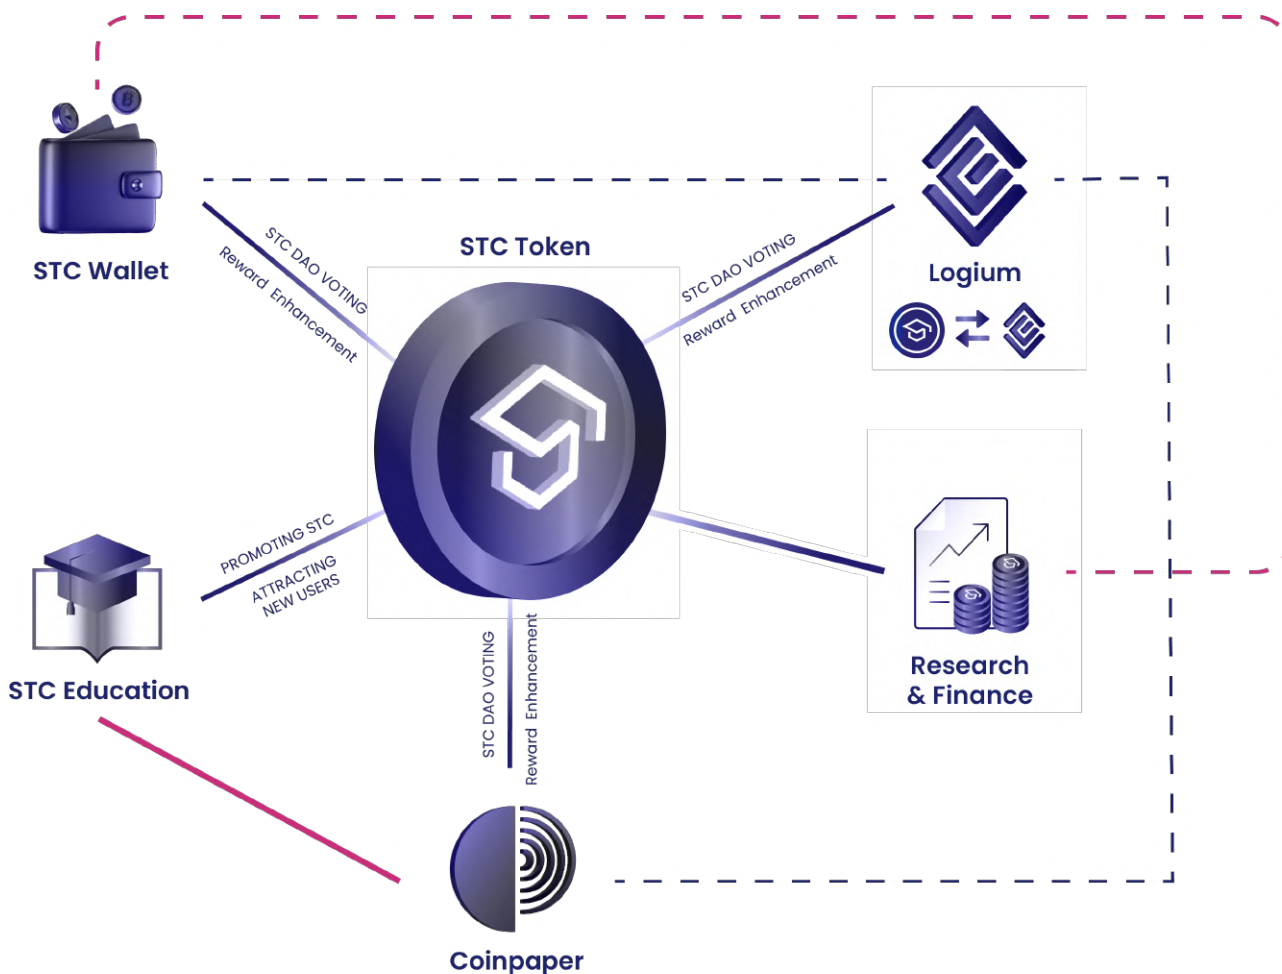 STC Wallet
STC DAO VOTING
Reward Enhancement
STC Token
STC DAO VOTING
Reward Enhancement
Logium
PROMOTING STC
ATTRACTING
NEW USERS
STC Education
STC DAO VOTING
Reward Enhancement
Research
& Finance
Coinpaper